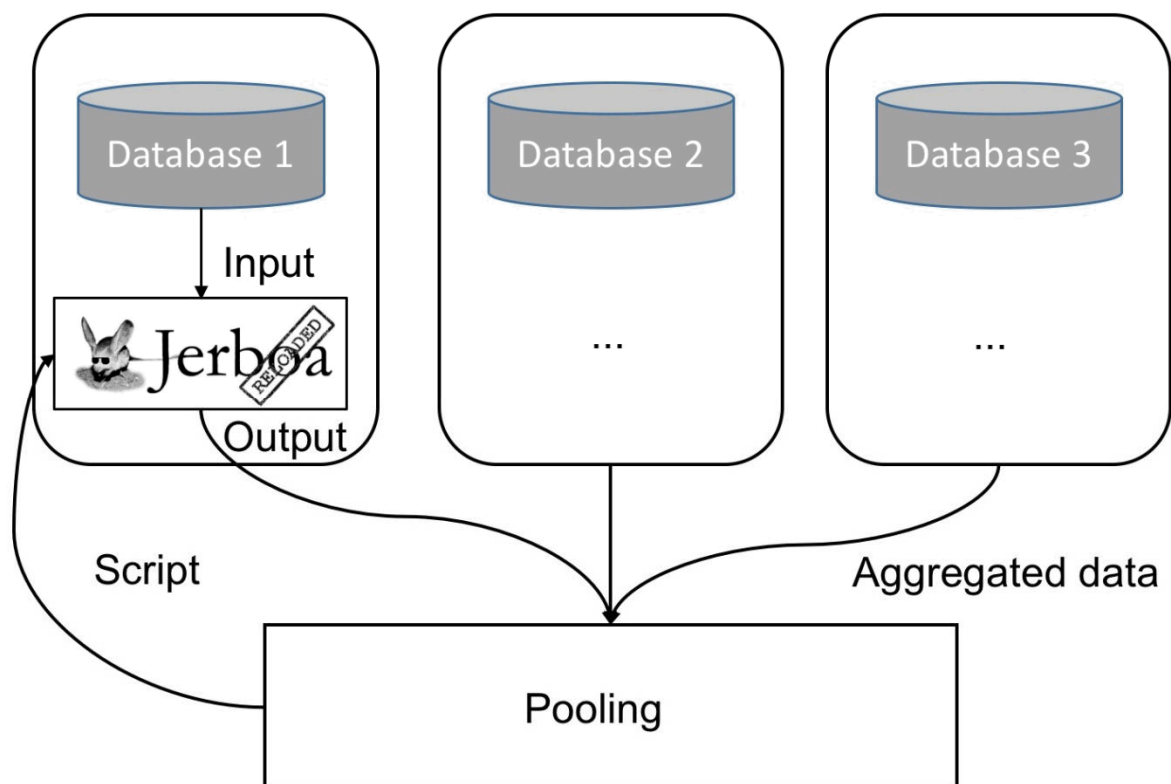 Database 1
Database 2
Database 3
Input
Jerboa
RELOADED
...
...
Output
Script
Aggregated data
Pooling